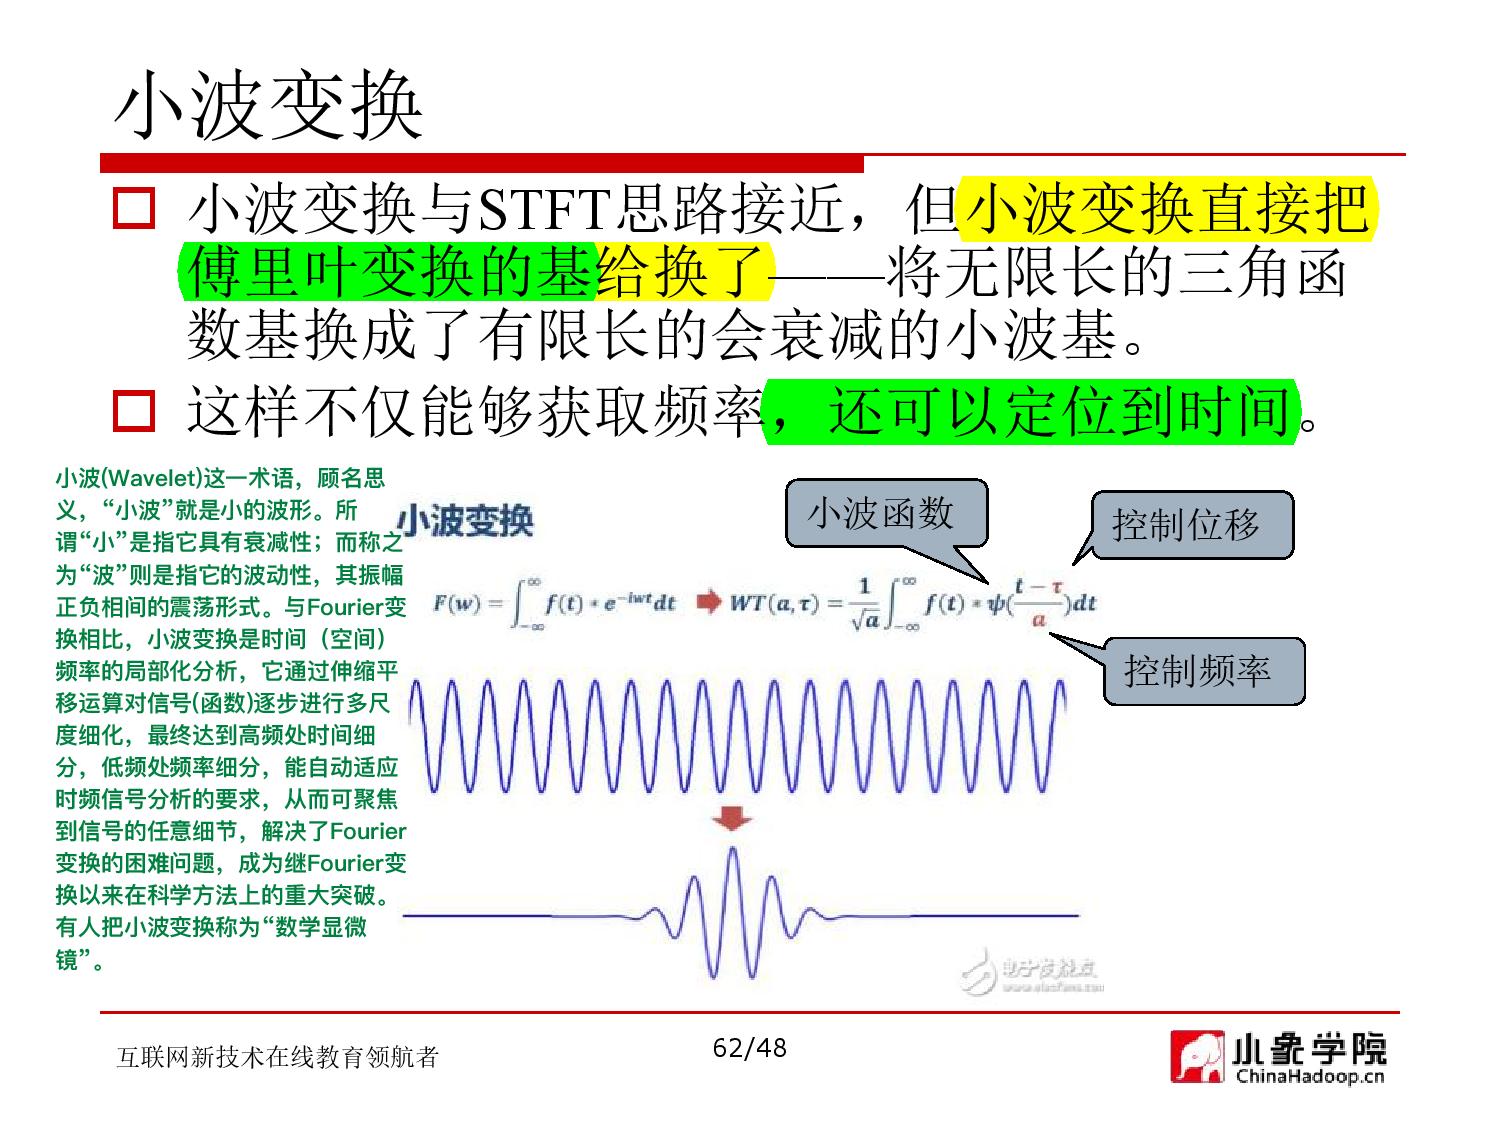 小波变换
小波变换与STFT思路接近，但小波变换直接把
傅里叶变换的基给换了——将无限长的三角函
数基换成了有限长的会衰减的小波基。
这样不仅能够获取频率，还可以定位到时间。
小波(Wavelet)这一术语，顾名思
义，“小波”就是小的波形。所
谓“小”是指它具有衰减性；而称之
为“波”则是指它的波动性，其振幅
正负相间的震荡形式。与Fourier变
换相比，小波变换是时间（空间）
频率的局部化分析，它通过伸缩平
移运算对信号(函数)逐步进行多尺
度细化，最终达到高频处时间细
分，低频处频率细分，能自动适应
时频信号分析的要求，从而可聚焦
到信号的任意细节，解决了Fourier
变换的困难问题，成为继Fourier变
换以来在科学方法上的重大突破。
有人把小波变换称为“数学显微
镜”。
小波变换
小波函数
控制位移
F(w) = ∫_{-∞}^{∞} f(t) * e^{-iwt} dt ➡ WT(a,τ) = 1/√a ∫_{-∞}^{∞} f(t) * ψ((t − τ)/a) dt
控制频率
电子发烧友
www.elecfans.com
互联网新技术在线教育领航者
62/48
小象学院
ChinaHadoop.cn